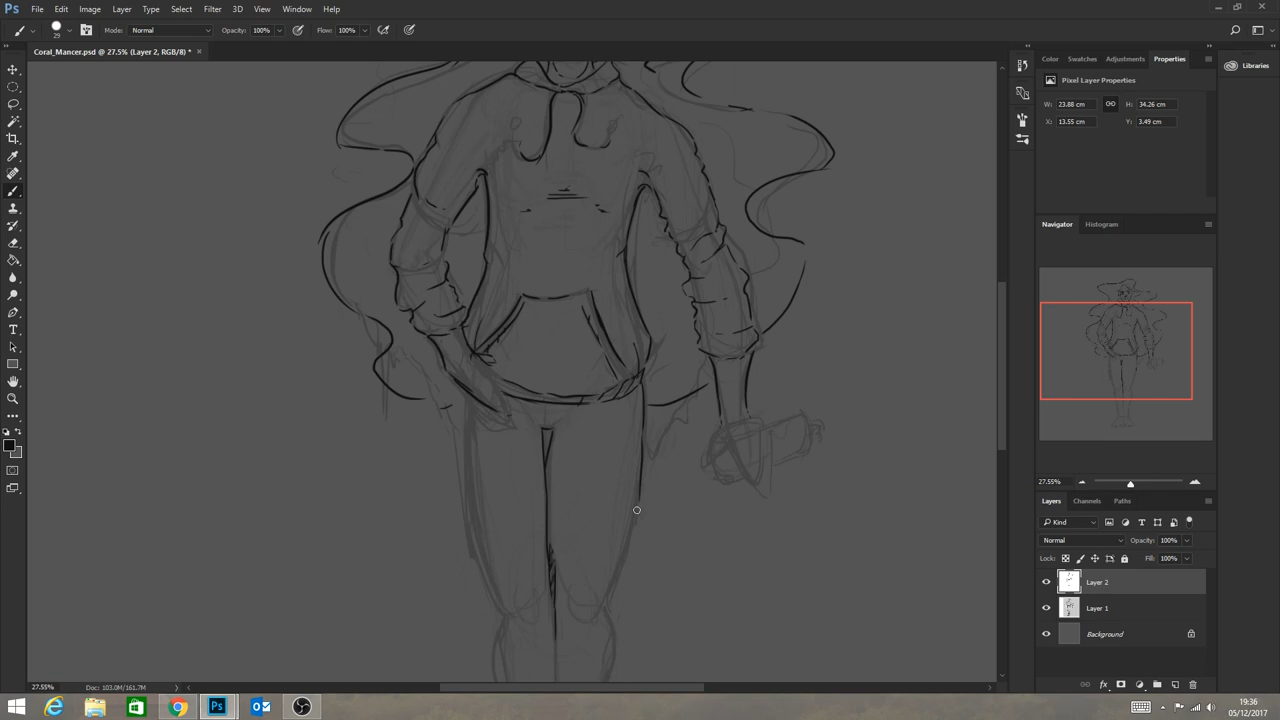 Ps File Edit Image Layer Type Select Filter 3D View Window Help
29 Mode: Normal Opacity: 100% Flow: 100%
Coral_Mancer.psd @ 27.5% (Layer 2, RGB/8) * ×
Color Swatches Adjustments Properties
Libraries
Pixel Layer Properties
W: 23.88 cm H: 34.26 cm
X: 13.55 cm Y: 3.49 cm
Navigator Histogram
27.55%
Layers Channels Paths
Kind
Normal Opacity: 100%
Lock: Fill: 100%
Layer 2
Layer 1
Background
27.55% Doc: 103.0M/161.7M
Ps
19:36
05/12/2017